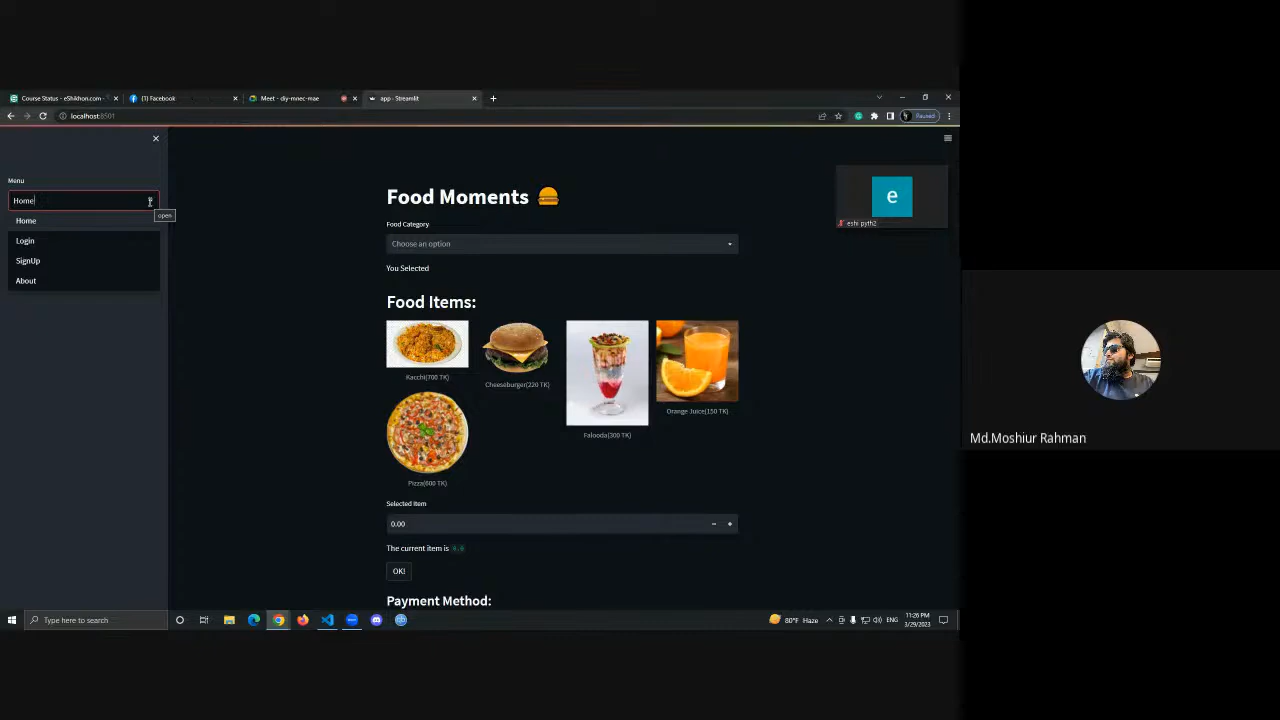 Course Status - eShikhon.com -
(1) Facebook
Meet - diy-mnec-mae
app - Streamlit
localhost:8501
Paused
Menu
Home
open
Home
Login
SignUp
About
Food Moments
Food Category
Choose an option
You Selected
Food Items:
Kacchi(700 TK)
Cheeseburger(220 TK)
Falooda(300 TK)
Orange Juice(150 TK)
Pizza(600 TK)
Selected Item
0.00
The current item is 0.0
OK!
Payment Method:
e
eshi pyth2
Md.Moshiur Rahman
Type here to search
80°F Haze
ENG
11:26 PM
3/29/2023